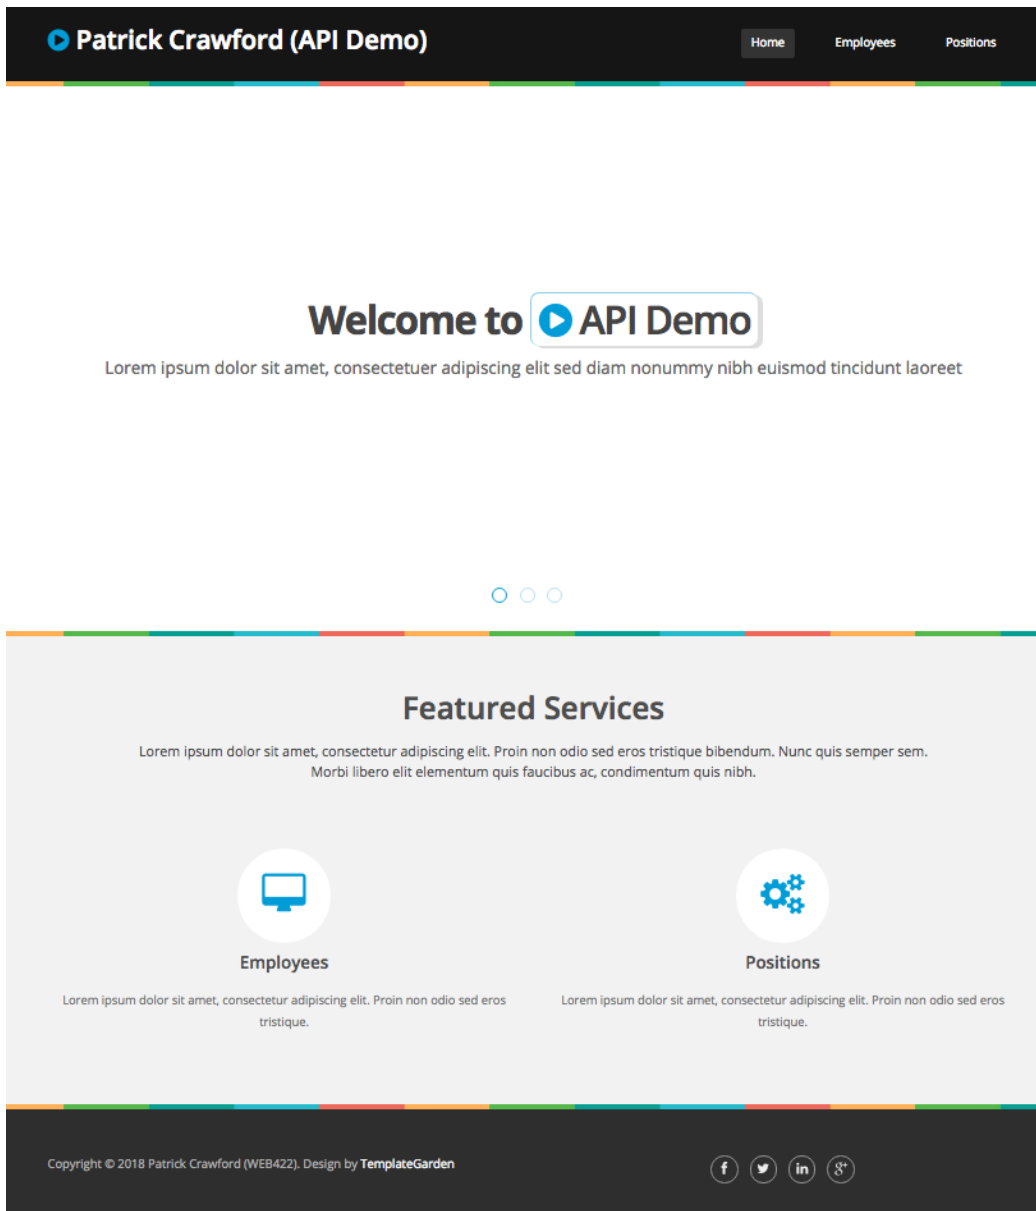 Patrick Crawford (API Demo)
Home
Employees
Positions
Welcome to API Demo
Lorem ipsum dolor sit amet, consectetuer adipiscing elit sed diam nonummy nibh euismod tincidunt laoreet
Featured Services
Lorem ipsum dolor sit amet, consectetur adipiscing elit. Proin non odio sed eros tristique bibendum. Nunc quis semper sem.
Morbi libero elit elementum quis faucibus ac, condimentum quis nibh.
Employees
Lorem ipsum dolor sit amet, consectetur adipiscing elit. Proin non odio sed eros
tristique.
Positions
Lorem ipsum dolor sit amet, consectetur adipiscing elit. Proin non odio sed eros
tristique.
Copyright © 2018 Patrick Crawford (WEB422). Design by TemplateGarden